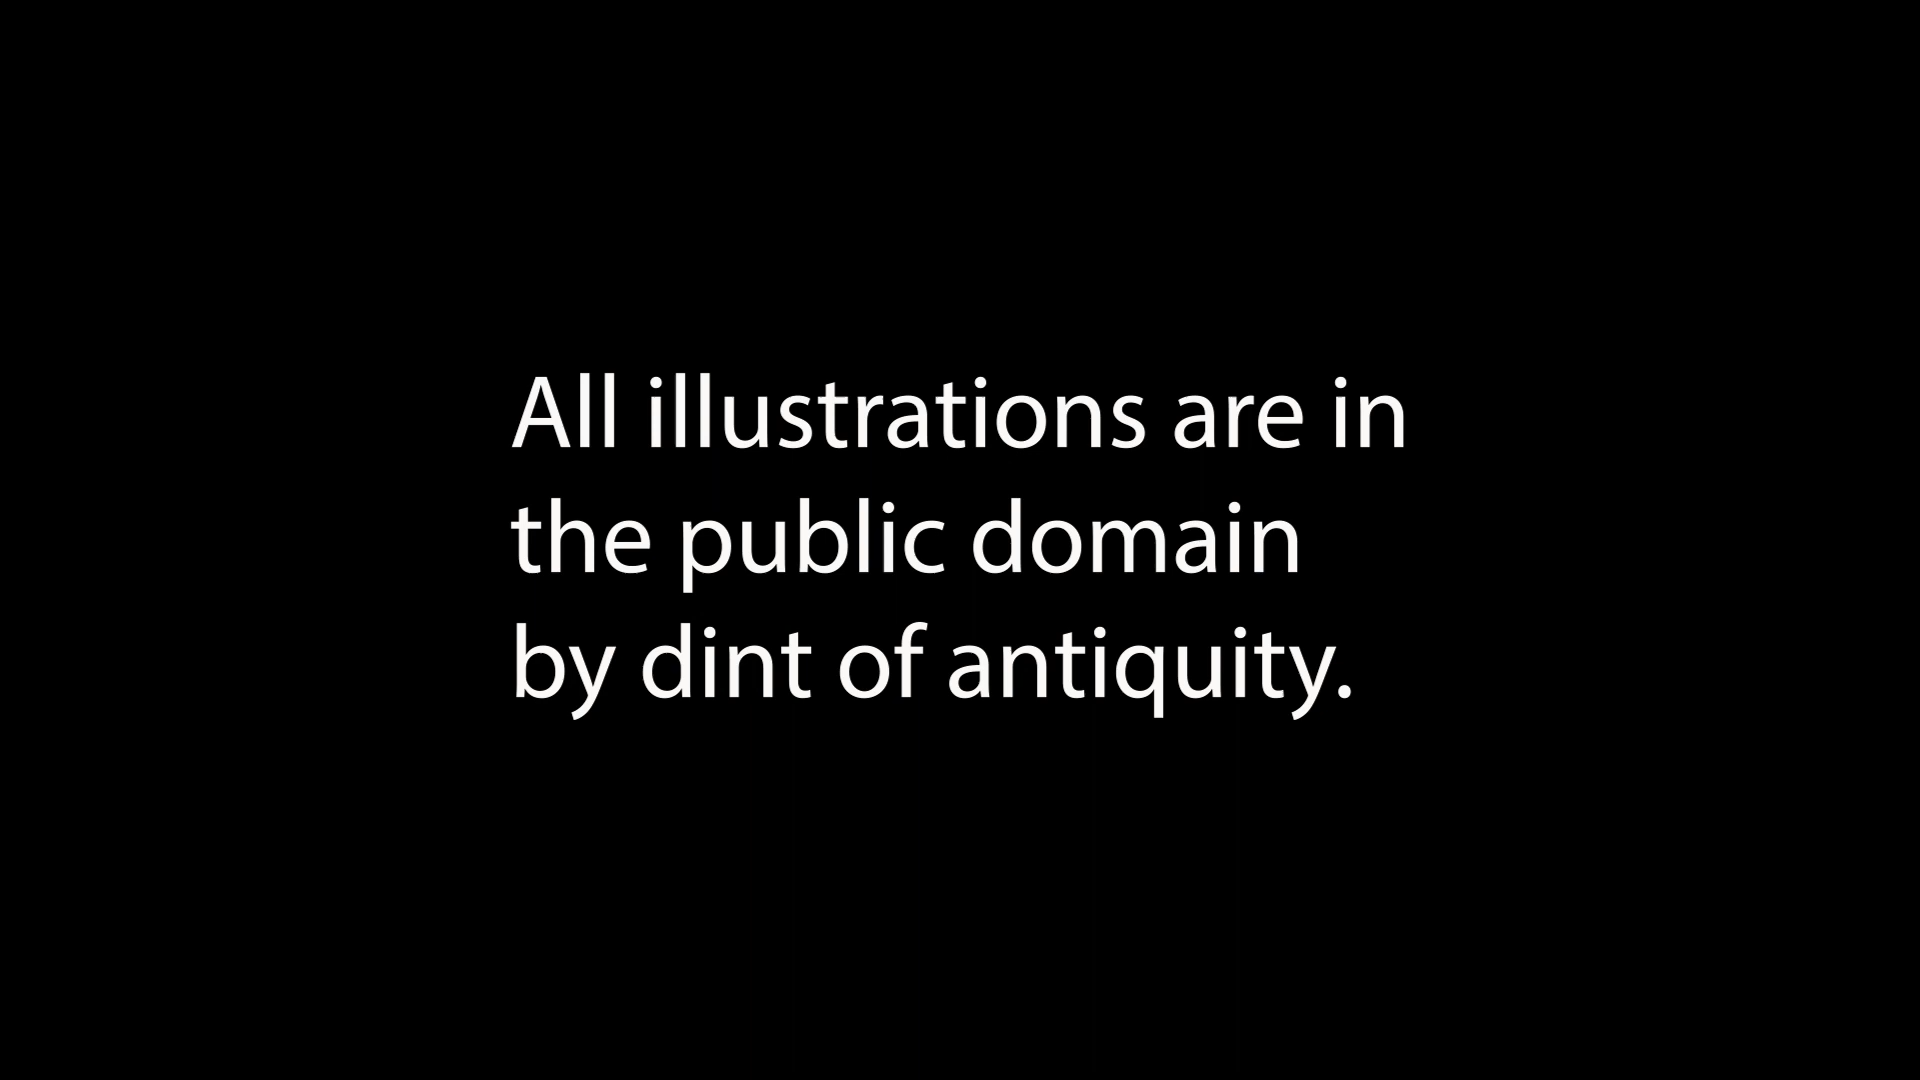 All illustrations are in
the public domain
by dint of antiquity.